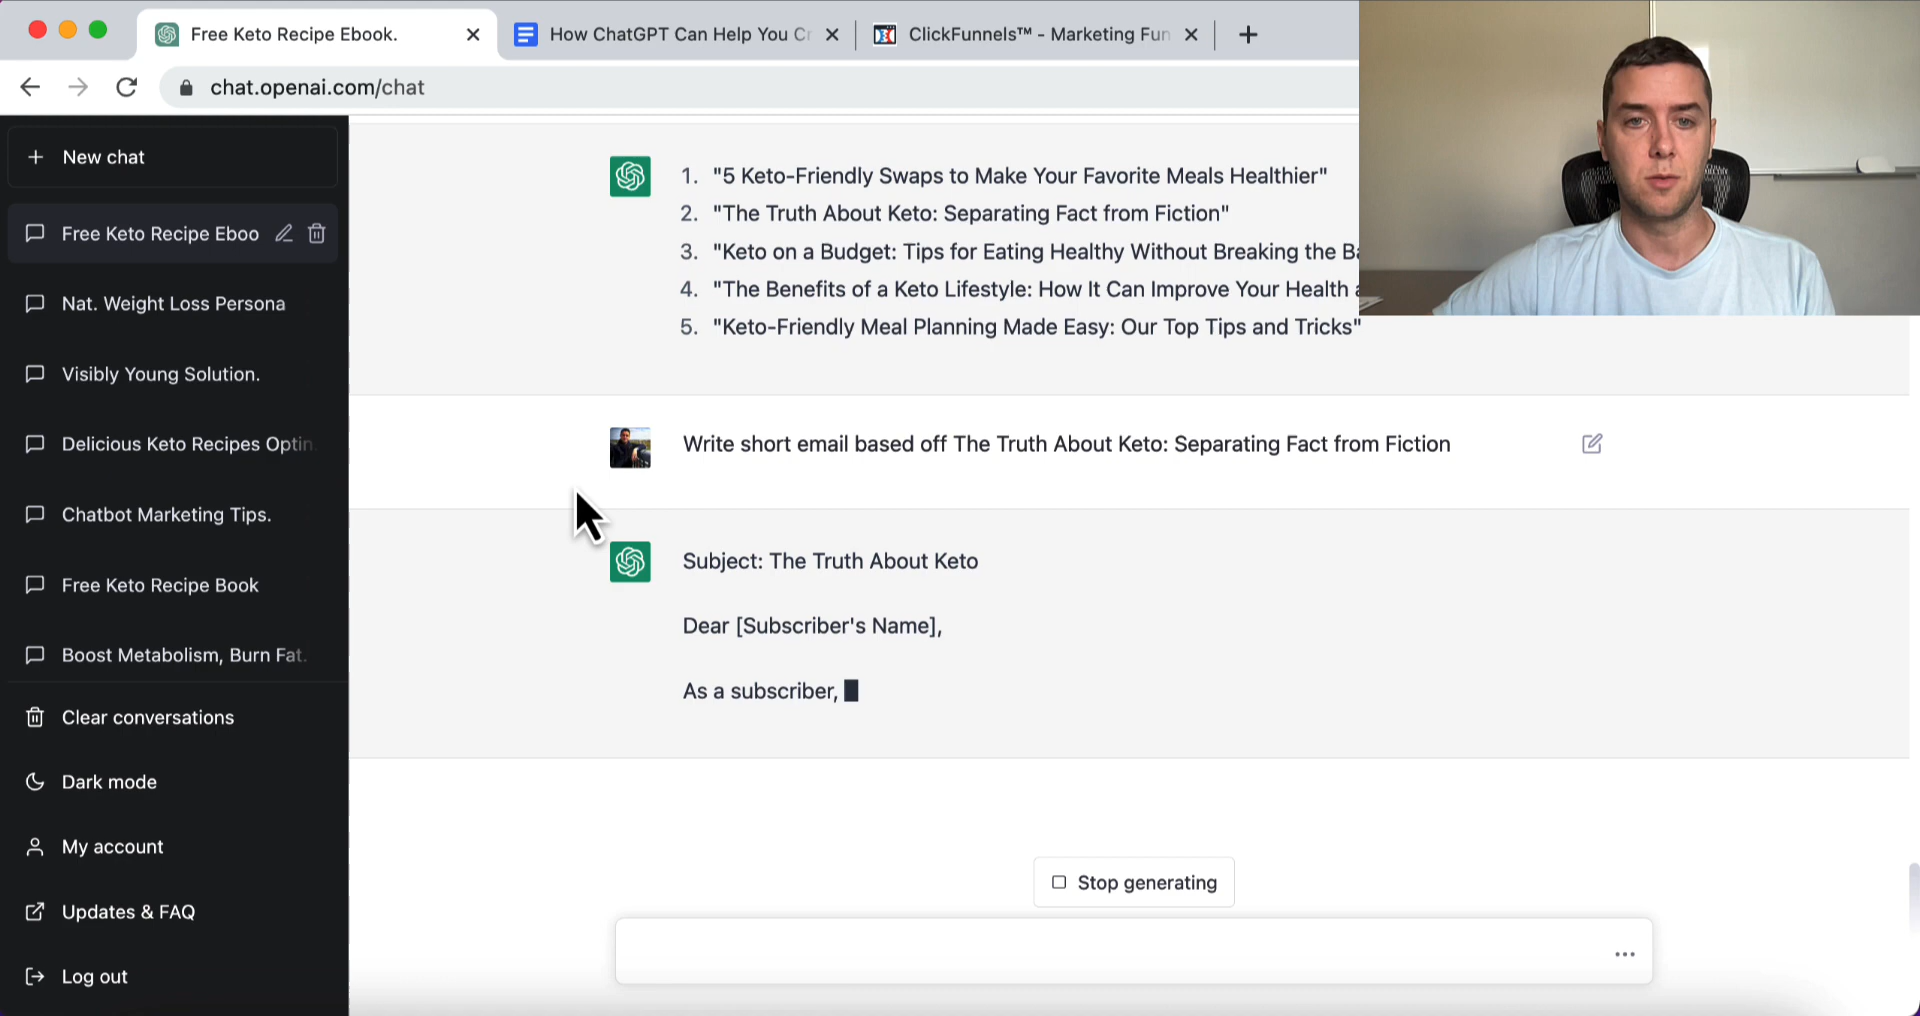 Free Keto Recipe Ebook.
How ChatGPT Can Help You Cr
ClickFunnels™ - Marketing Fun
chat.openai.com/chat
New chat
Free Keto Recipe Eboo
Nat. Weight Loss Persona
Visibly Young Solution.
Delicious Keto Recipes Optin
Chatbot Marketing Tips.
Free Keto Recipe Book
Boost Metabolism, Burn Fat.
Clear conversations
Dark mode
My account
Updates & FAQ
Log out
1. "5 Keto-Friendly Swaps to Make Your Favorite Meals Healthier"
2. "The Truth About Keto: Separating Fact from Fiction"
3. "Keto on a Budget: Tips for Eating Healthy Without Breaking the Ba
4. "The Benefits of a Keto Lifestyle: How It Can Improve Your Health a
5. "Keto-Friendly Meal Planning Made Easy: Our Top Tips and Tricks"
Write short email based off The Truth About Keto: Separating Fact from Fiction
Subject: The Truth About Keto
Dear [Subscriber's Name],
As a subscriber,
Stop generating